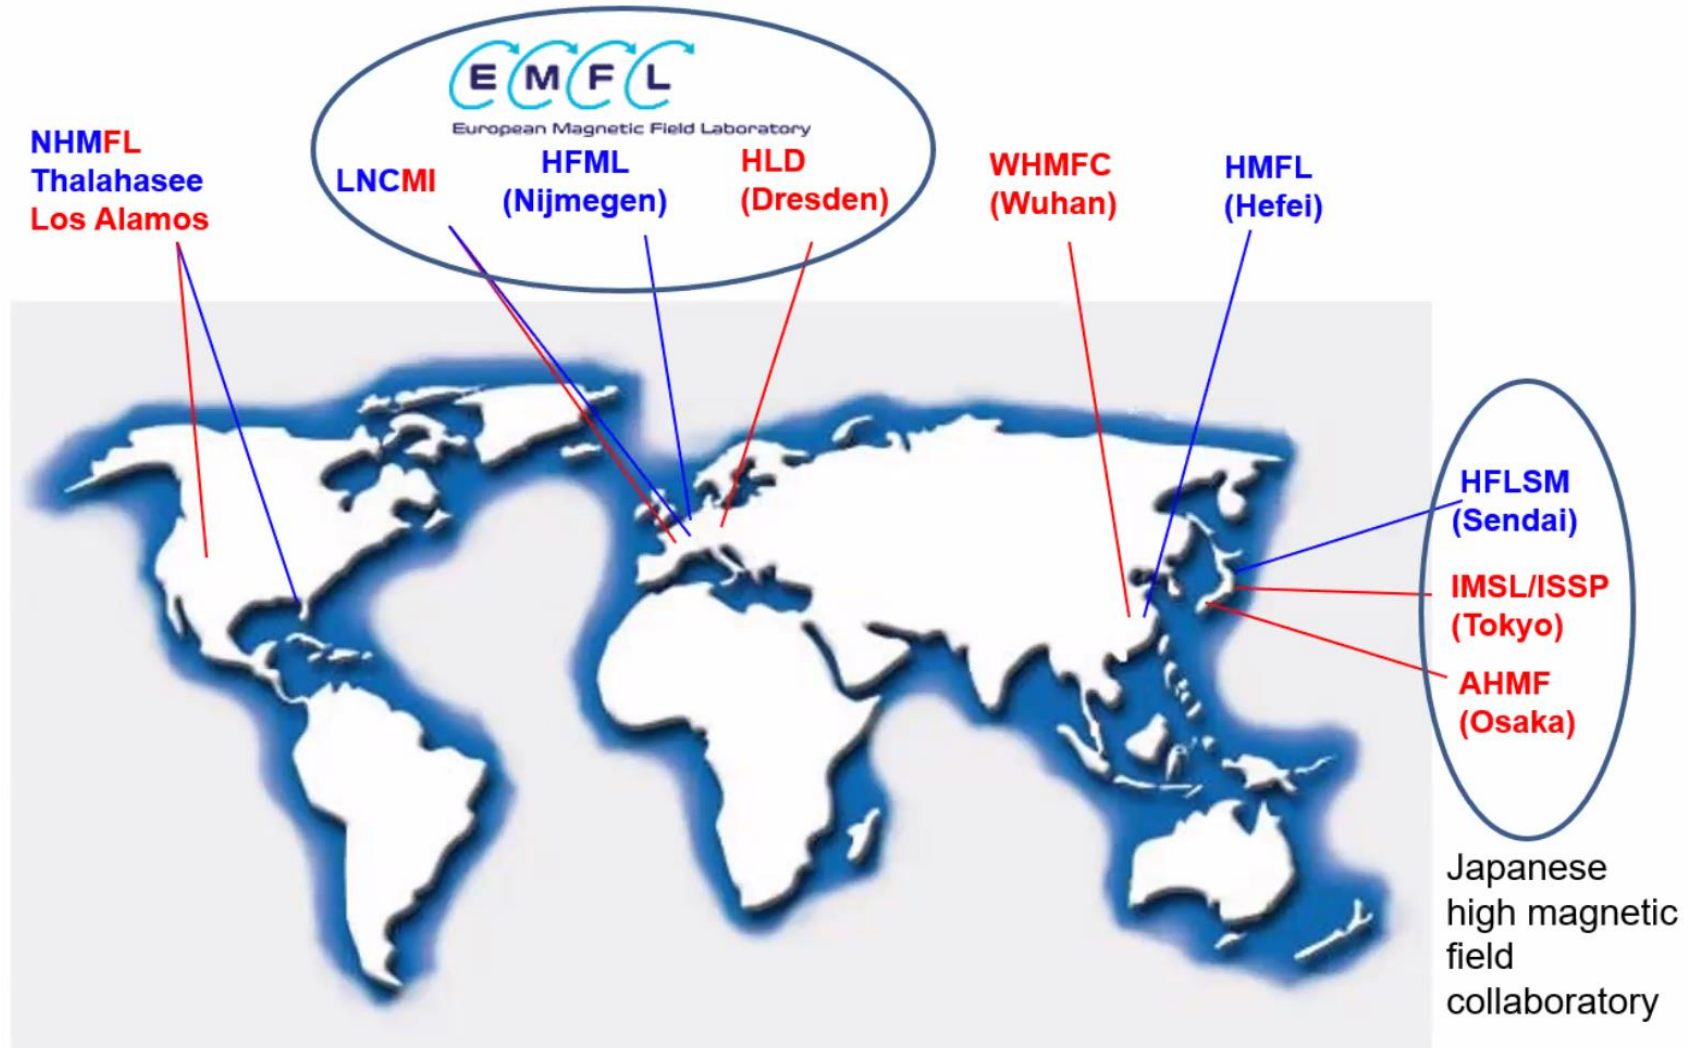 E M F L
European Magnetic Field Laboratory
NHMFL
Thalahasee
Los Alamos
LNCMI
HFML
(Nijmegen)
HLD
(Dresden)
WHMFC
(Wuhan)
HMFL
(Hefei)
HFLSM
(Sendai)
IMSL/ISSP
(Tokyo)
AHMF
(Osaka)
Japanese
high magnetic
field
collaboratory